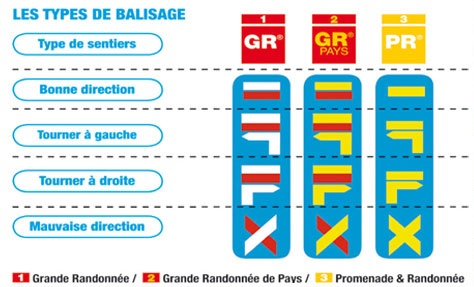 LES TYPES DE BALISAGE
Type de sentiers
1
GR®
2
GR®
PAYS
3
PR®
Bonne direction
Tourner à gauche
Tourner à droite
Mauvaise direction
1 Grande Randonnée / 2 Grande Randonnée de Pays / 3 Promenade & Randonnée